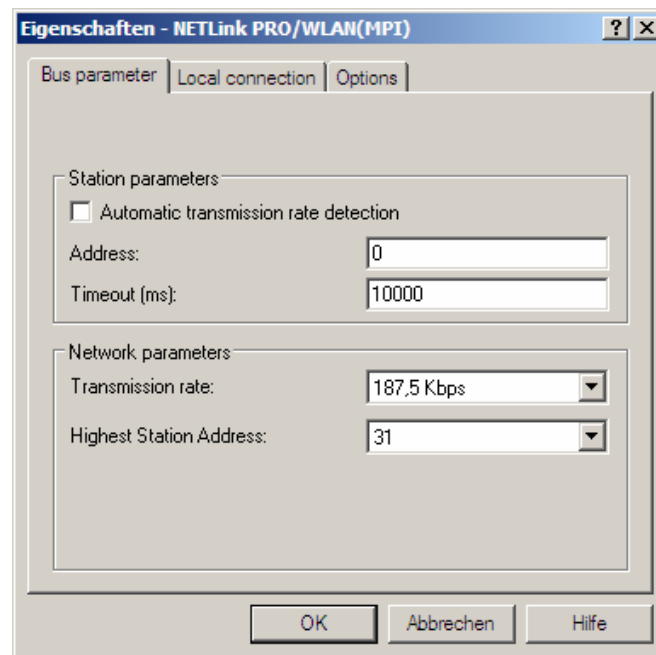 Eigenschaften - NETLink PRO/WLAN(MPI)
Bus parameter Local connection Options
Station parameters
Automatic transmission rate detection
Address: 0
Timeout (ms): 10000
Network parameters
Transmission rate: 187,5 Kbps
Highest Station Address: 31
OK Abbrechen Hilfe